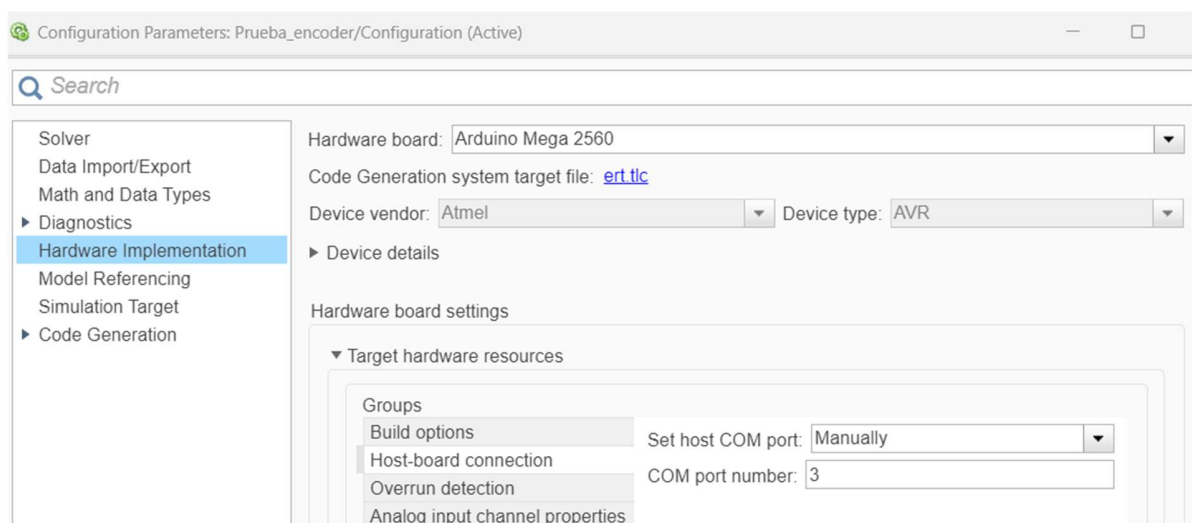 Configuration Parameters: Prueba_encoder/Configuration (Active)
Search
Solver
Data Import/Export
Math and Data Types
Diagnostics
Hardware Implementation
Model Referencing
Simulation Target
Code Generation
Hardware board: Arduino Mega 2560
Code Generation system target file: ert.tlc
Device vendor: Atmel Device type: AVR
Device details
Hardware board settings
Target hardware resources
Groups
Build options
Host-board connection
Overrun detection
Analog input channel properties
Set host COM port: Manually
COM port number: 3